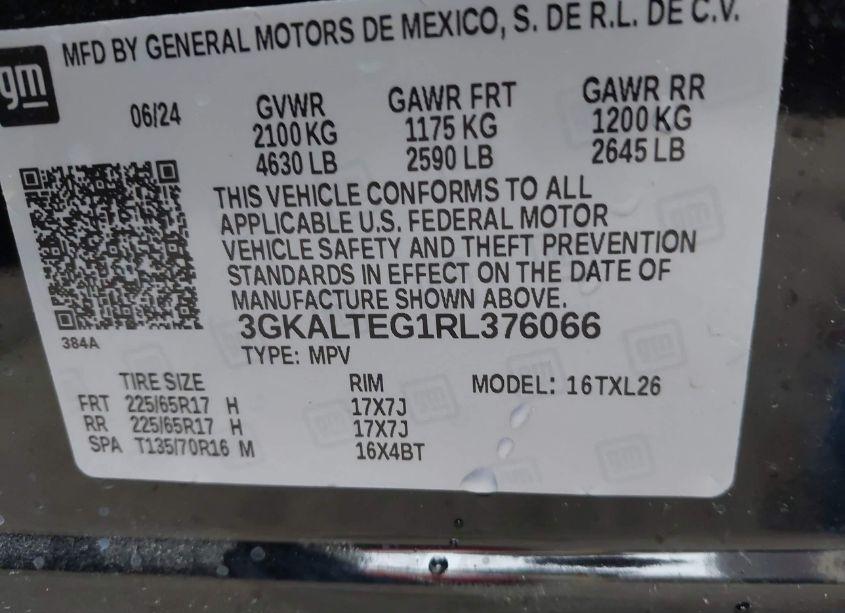 gm
MFD BY GENERAL MOTORS DE MEXICO, S. DE R.L. DE C.V.
06/24 GVWR GAWR FRT GAWR RR
2100 KG 1175 KG 1200 KG
4630 LB 2590 LB 2645 LB
THIS VEHICLE CONFORMS TO ALL
APPLICABLE U.S. FEDERAL MOTOR
VEHICLE SAFETY AND THEFT PREVENTION
STANDARDS IN EFFECT ON THE DATE OF
MANUFACTURE SHOWN ABOVE.
384A
3GKALTEG1RL376066
TYPE: MPV
TIRE SIZE RIM MODEL: 16TXL26
FRT 225/65R17 H 17X7J
RR 225/65R17 H 17X7J
SPA T135/70R16 M 16X4BT